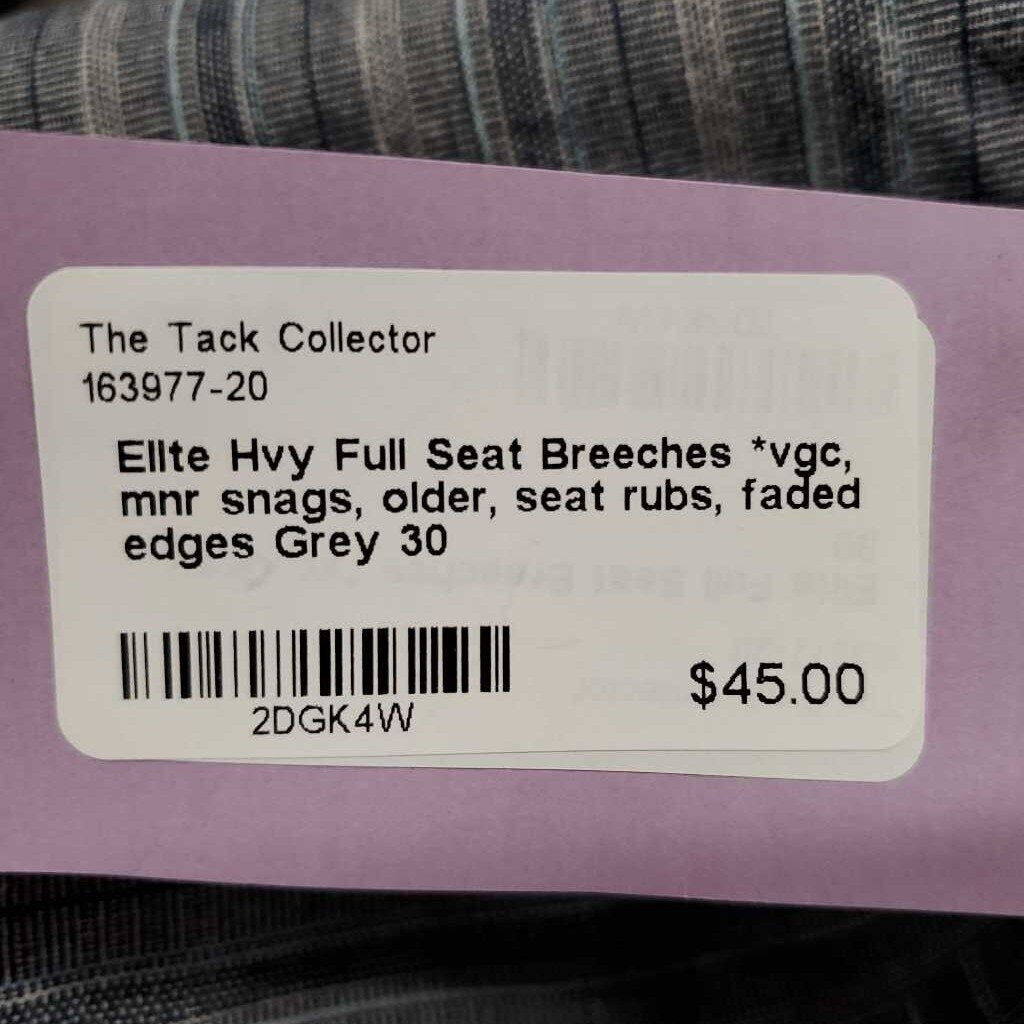 The Tack Collector
163977-20
Elite Hvy Full Seat Breeches *vgc,
mnr snags, older, seat rubs, faded
edges Grey 30
2DGK4W
$45.00